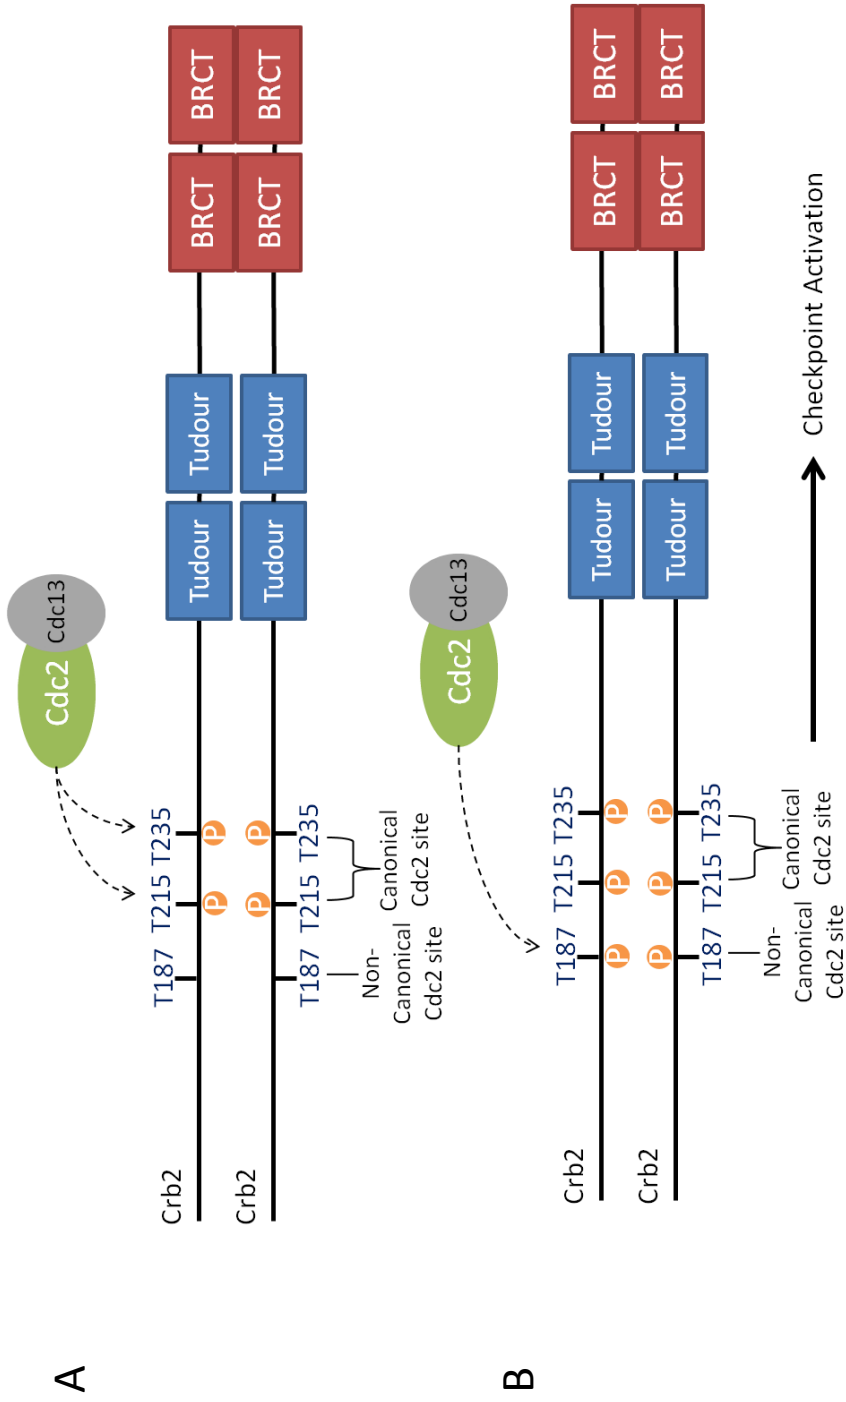 A
Cdc2
Cdc13
T187 T215 T235
P P
Crb2
Tudour Tudour BRCT BRCT
Crb2
P P
Tudour Tudour BRCT BRCT
T187 T215 T235
Non-
Canonical
Cdc2 site
Canonical
Cdc2 site
B
Cdc2
Cdc13
T187 T215 T235
P P P
Crb2
Tudour Tudour BRCT BRCT
Crb2
P P P
Tudour Tudour BRCT BRCT
T187 T215 T235
Non-
Canonical
Cdc2 site
Canonical
Cdc2 site
Checkpoint Activation